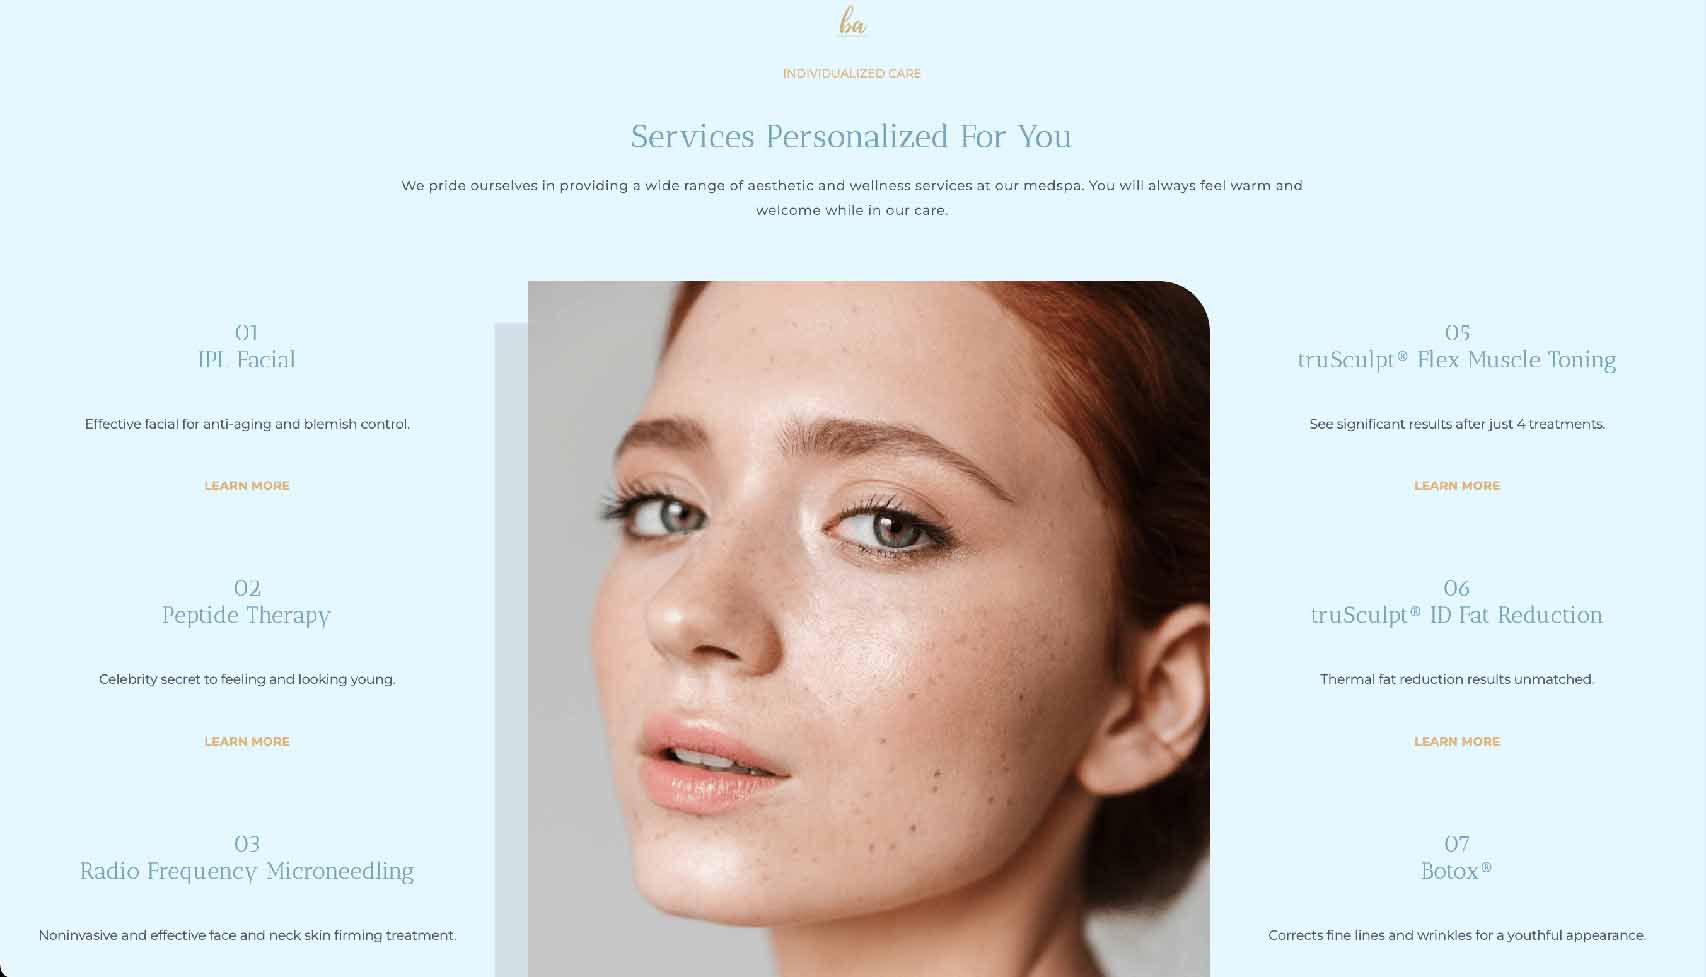 ba
INDIVIDUALIZED CARE
Services Personalized For You
We pride ourselves in providing a wide range of aesthetic and wellness services at our medspa. You will always feel warm and
welcome while in our care.
01
IPL Facial
Effective facial for anti-aging and blemish control.
LEARN MORE
02
Peptide Therapy
Celebrity secret to feeling and looking young.
LEARN MORE
03
Radio Frequency Microneedling
Noninvasive and effective face and neck skin firming treatment.
05
truSculpt® Flex Muscle Toning
See significant results after just 4 treatments.
LEARN MORE
06
truSculpt® ID Fat Reduction
Thermal fat reduction results unmatched.
LEARN MORE
07
Botox®
Corrects fine lines and wrinkles for a youthful appearance.